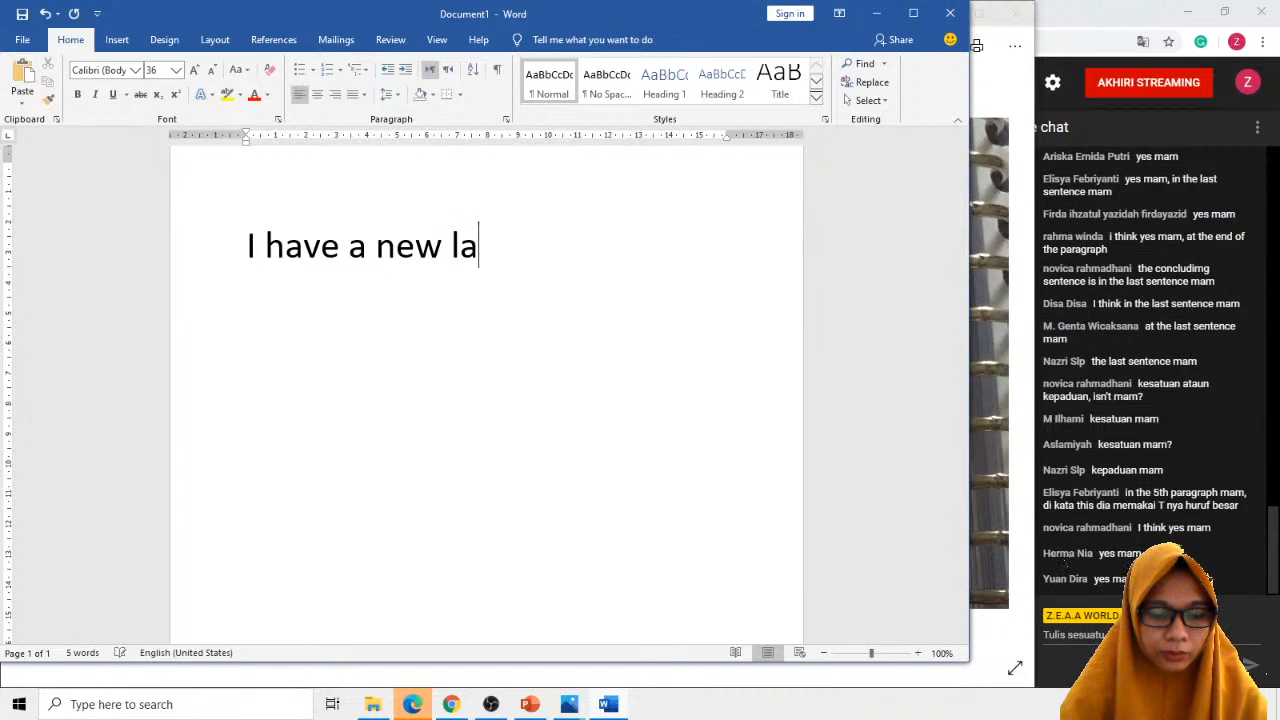 Document1 - Word
Sign in
File Home Insert Design Layout References Mailings Review View Help Tell me what you want to do Share
Paste
Calibri (Body 36
Find
Replace
Select
AaBbCcDc AaBbCcDc AaBbCc AaBbCcD AaB
¶ Normal ¶ No Spac... Heading 1 Heading 2 Title
Clipboard Font Paragraph Styles Editing
I have a new la
Page 1 of 1 5 words English (United States) 100%
Type here to search
AKHIRI STREAMING
Z
chat
Ariska Emida Putri yes mam
Elisya Febriyanti yes mam, in the last
sentence mam
Firda ihzatul yazidah firdayazid yes mam
rahma winda i think yes mam, at the end of
the paragraph
novica rahmadhani the concludimg
sentence is in the last sentence mam
Disa Disa I think in the last sentence mam
M. Genta Wicaksana at the last sentence
mam
Nazri Slp the last sentence mam
novica rahmadhani kesatuan ataun
kepaduan, isn't mam?
M Ilhami kesatuan mam
Aslamiyah kesatuan mam?
Nazri Slp kepaduan mam
Elisya Febriyanti in the 5th paragraph mam,
di kata this dia memakai T nya huruf besar
novica rahmadhani I think yes mam
Herma Nia yes mam
Yuan Dira yes ma
Z.E.A.A WORLD
Tulis sesuatu